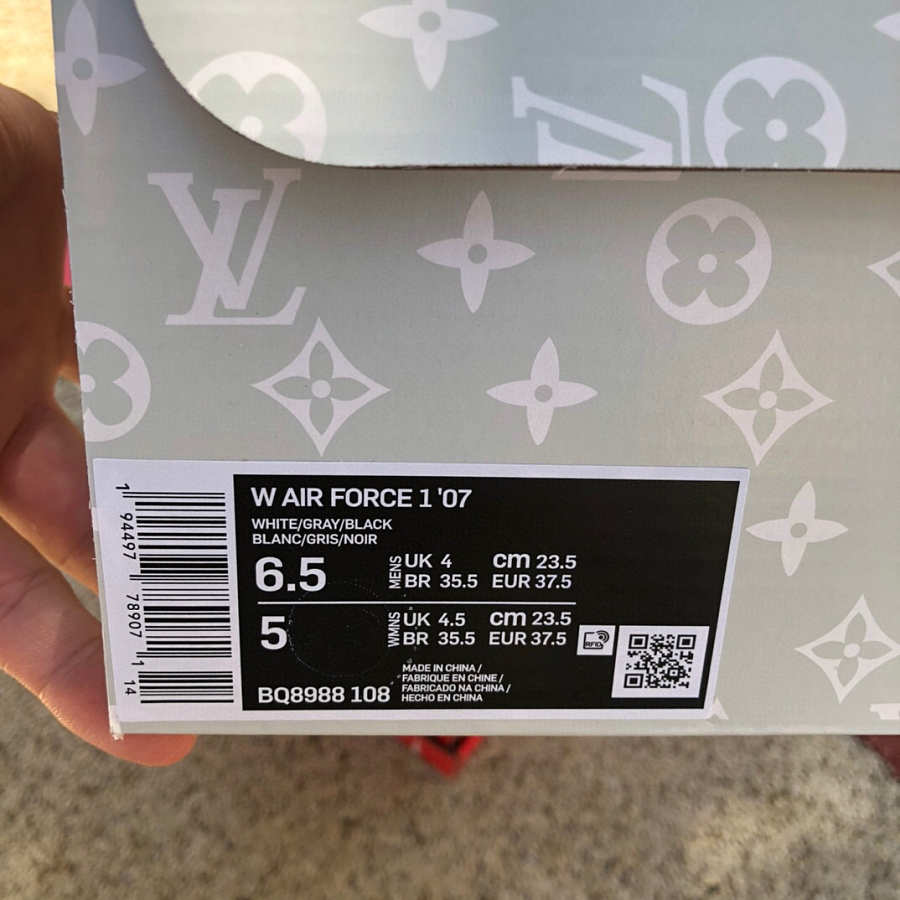 LV
W AIR FORCE 1 '07
WHITE/GRAY/BLACK
BLANC/GRIS/NOIR
6.5 MENS UK 4 cm 23.5
BR 35.5 EUR 37.5
5 WMNS UK 4.5 cm 23.5
BR 35.5 EUR 37.5
RFID
BQ8988 108
MADE IN CHINA /
FABRIQUE EN CHINE /
FABRICADO NA CHINA /
HECHO EN CHINA
1 94497 78907 1 14